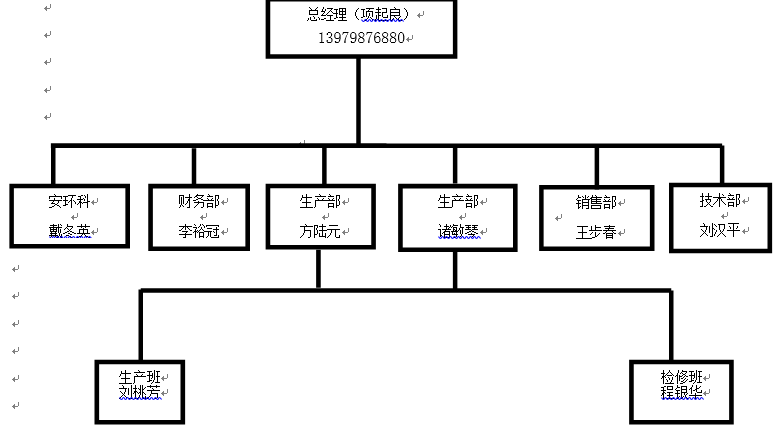 总经理（项起良）
13979876880
安环科
戴冬英
财务部
李裕冠
生产部
方陆元
生产部
诸敏琴
销售部
王步春
技术部
刘汉平
生产班
刘桃芳
检修班
程银华